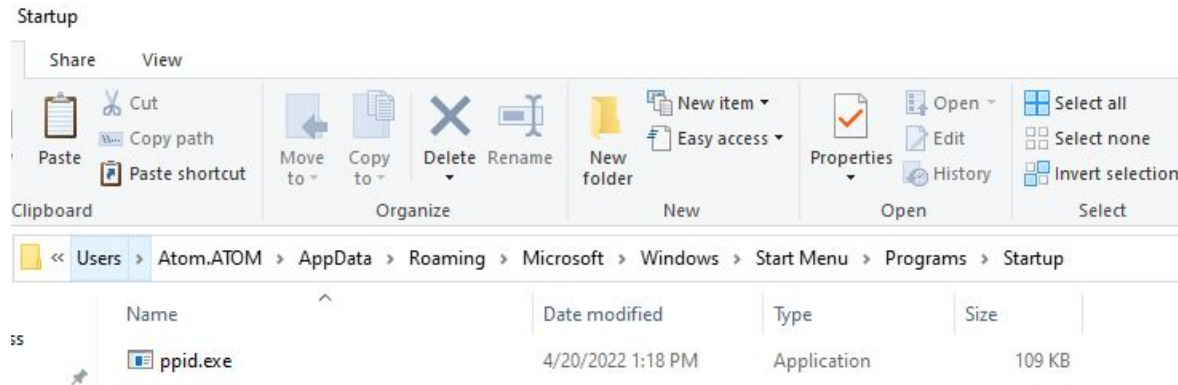 Startup
Share View
Cut
Copy path
Paste shortcut
Paste
Move to
Copy to
Delete
Rename
New folder
New item
Easy access
Properties
Open
Edit
History
Select all
Select none
Invert selection
Clipboard Organize New Open Select
« Users > Atom.ATOM > AppData > Roaming > Microsoft > Windows > Start Menu > Programs > Startup
Name Date modified Type Size
ss
ppid.exe 4/20/2022 1:18 PM Application 109 KB